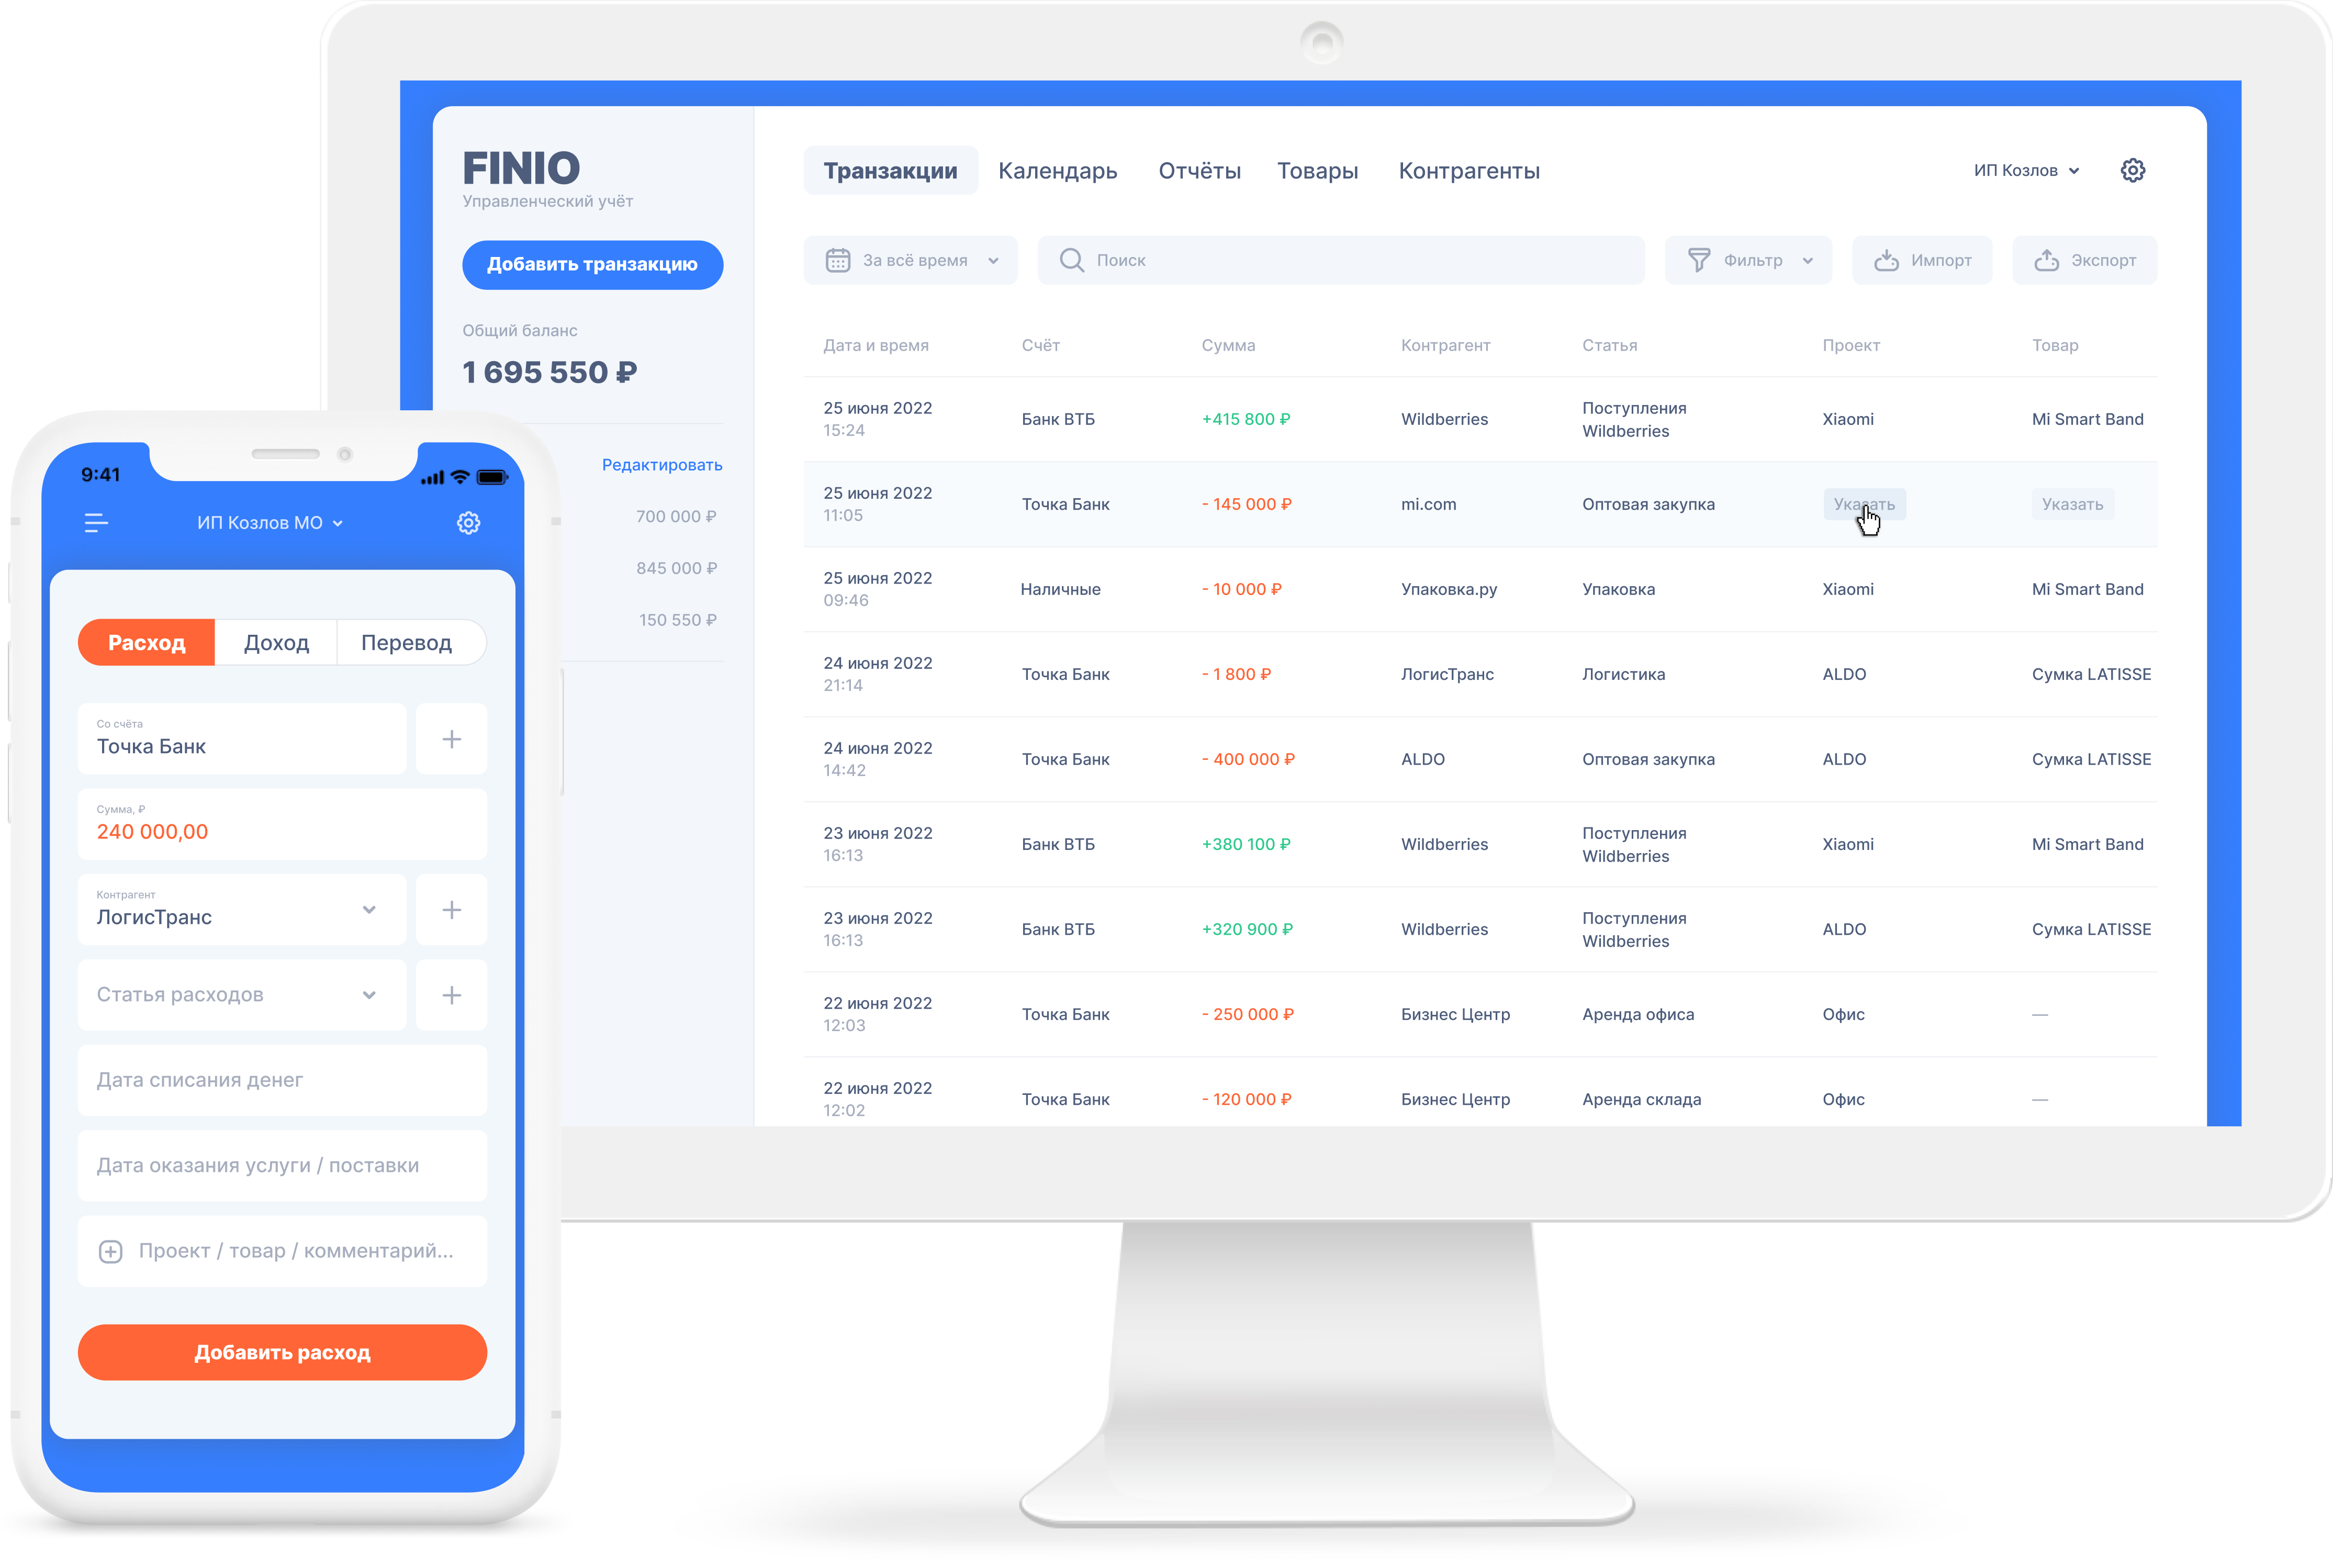 FINIO
Управленческий учёт
Добавить транзакцию
Общий баланс
1 695 550 ₽
Редактировать
700 000 ₽
845 000 ₽
150 550 ₽
Транзакции Календарь Отчёты Товары Контрагенты ИП Козлов
За всё время Поиск Фильтр Импорт Экспорт
Дата и время Счёт Сумма Контрагент Статья Проект Товар
25 июня 2022
15:24
Банк ВТБ +415 800 ₽ Wildberries
Поступления
Wildberries
Xiaomi Mi Smart Band
25 июня 2022
11:05
Точка Банк - 145 000 ₽ mi.com Оптовая закупка Указать Указать
25 июня 2022
09:46
Наличные - 10 000 ₽ Упаковка.ру Упаковка Xiaomi Mi Smart Band
24 июня 2022
21:14
Точка Банк - 1 800 ₽ ЛогисТранс Логистика ALDO Сумка LATISSE
24 июня 2022
14:42
Точка Банк - 400 000 ₽ ALDO Оптовая закупка ALDO Сумка LATISSE
23 июня 2022
16:13
Банк ВТБ +380 100 ₽ Wildberries
Поступления
Wildberries
Xiaomi Mi Smart Band
23 июня 2022
16:13
Банк ВТБ +320 900 ₽ Wildberries
Поступления
Wildberries
ALDO Сумка LATISSE
22 июня 2022
12:03
Точка Банк - 250 000 ₽ Бизнес Центр Аренда офиса Офис —
22 июня 2022
12:02
Точка Банк - 120 000 ₽ Бизнес Центр Аренда склада Офис —
9:41
ИП Козлов МО
Расход Доход Перевод
Со счёта
Точка Банк
Сумма, ₽
240 000,00
Контрагент
ЛогисТранс
Статья расходов
Дата списания денег
Дата оказания услуги / поставки
Проект / товар / комментарий...
Добавить расход